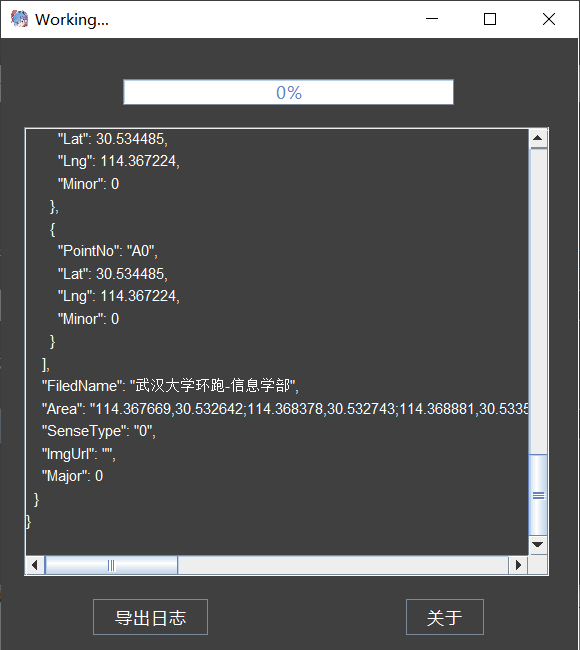 Working...
0%
"Lat": 30.534485,
"Lng": 114.367224,
"Minor": 0
},
{
"PointNo": "A0",
"Lat": 30.534485,
"Lng": 114.367224,
"Minor": 0
}
],
"FiledName": "武汉大学环跑-信息学部",
"Area": "114.367669,30.532642;114.368378,30.532743;114.368881,30.5335
"SenseType": "0",
"ImgUrl": "",
"Major": 0
}
}
导出日志
关于